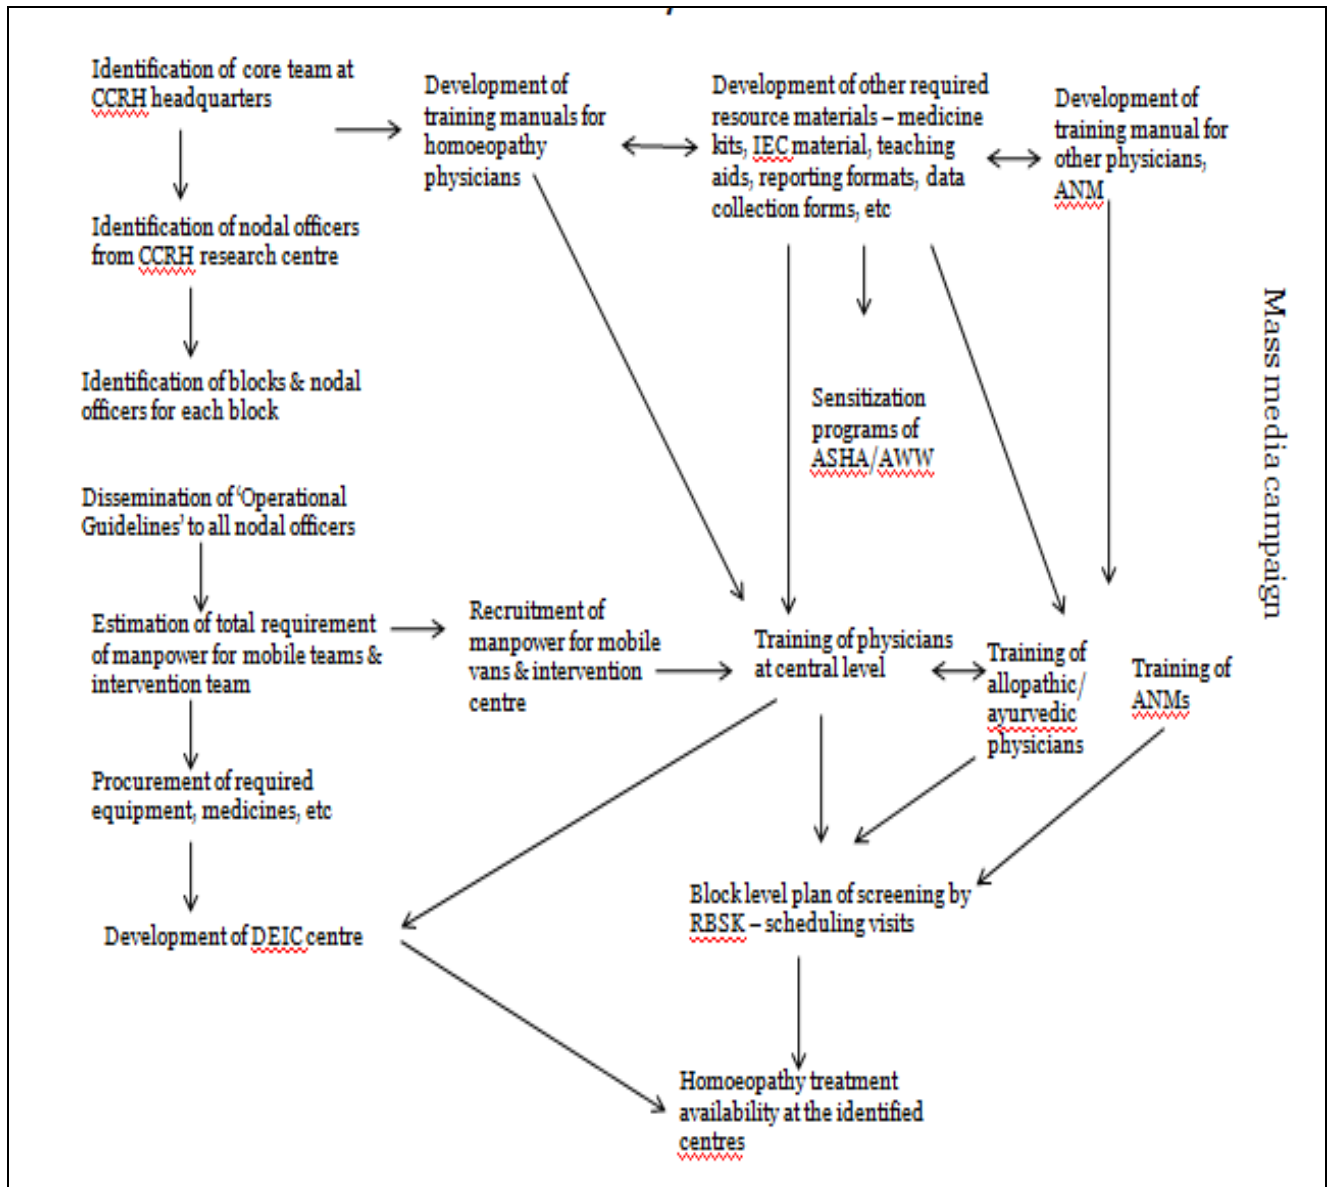 Identification of core team at
CCRH headquarters
Development of
training manuals for
homoeopathy
physicians
Development of other required
resource materials – medicine
kits, IEC material, teaching
aids, reporting formats, data
collection forms, etc
Development of
training manual for
other physicians,
ANM
Identification of nodal officers
from CCRH research centre
Identification of blocks & nodal
officers for each block
Sensitization
programs of
ASHA/AWW
Mass media campaign
Dissemination of 'Operational
Guidelines' to all nodal officers
Estimation of total requirement
of manpower for mobile teams &
intervention team
Recruitment of
manpower for mobile
vans & intervention
centre
Training of physicians
at central level
Training of
allopathic/
ayurvedic
physicians
Training of
ANMs
Procurement of required
equipment, medicines, etc
Development of DEIC centre
Block level plan of screening by
RBSK – scheduling visits
Homoeopathy treatment
availability at the identified
centres